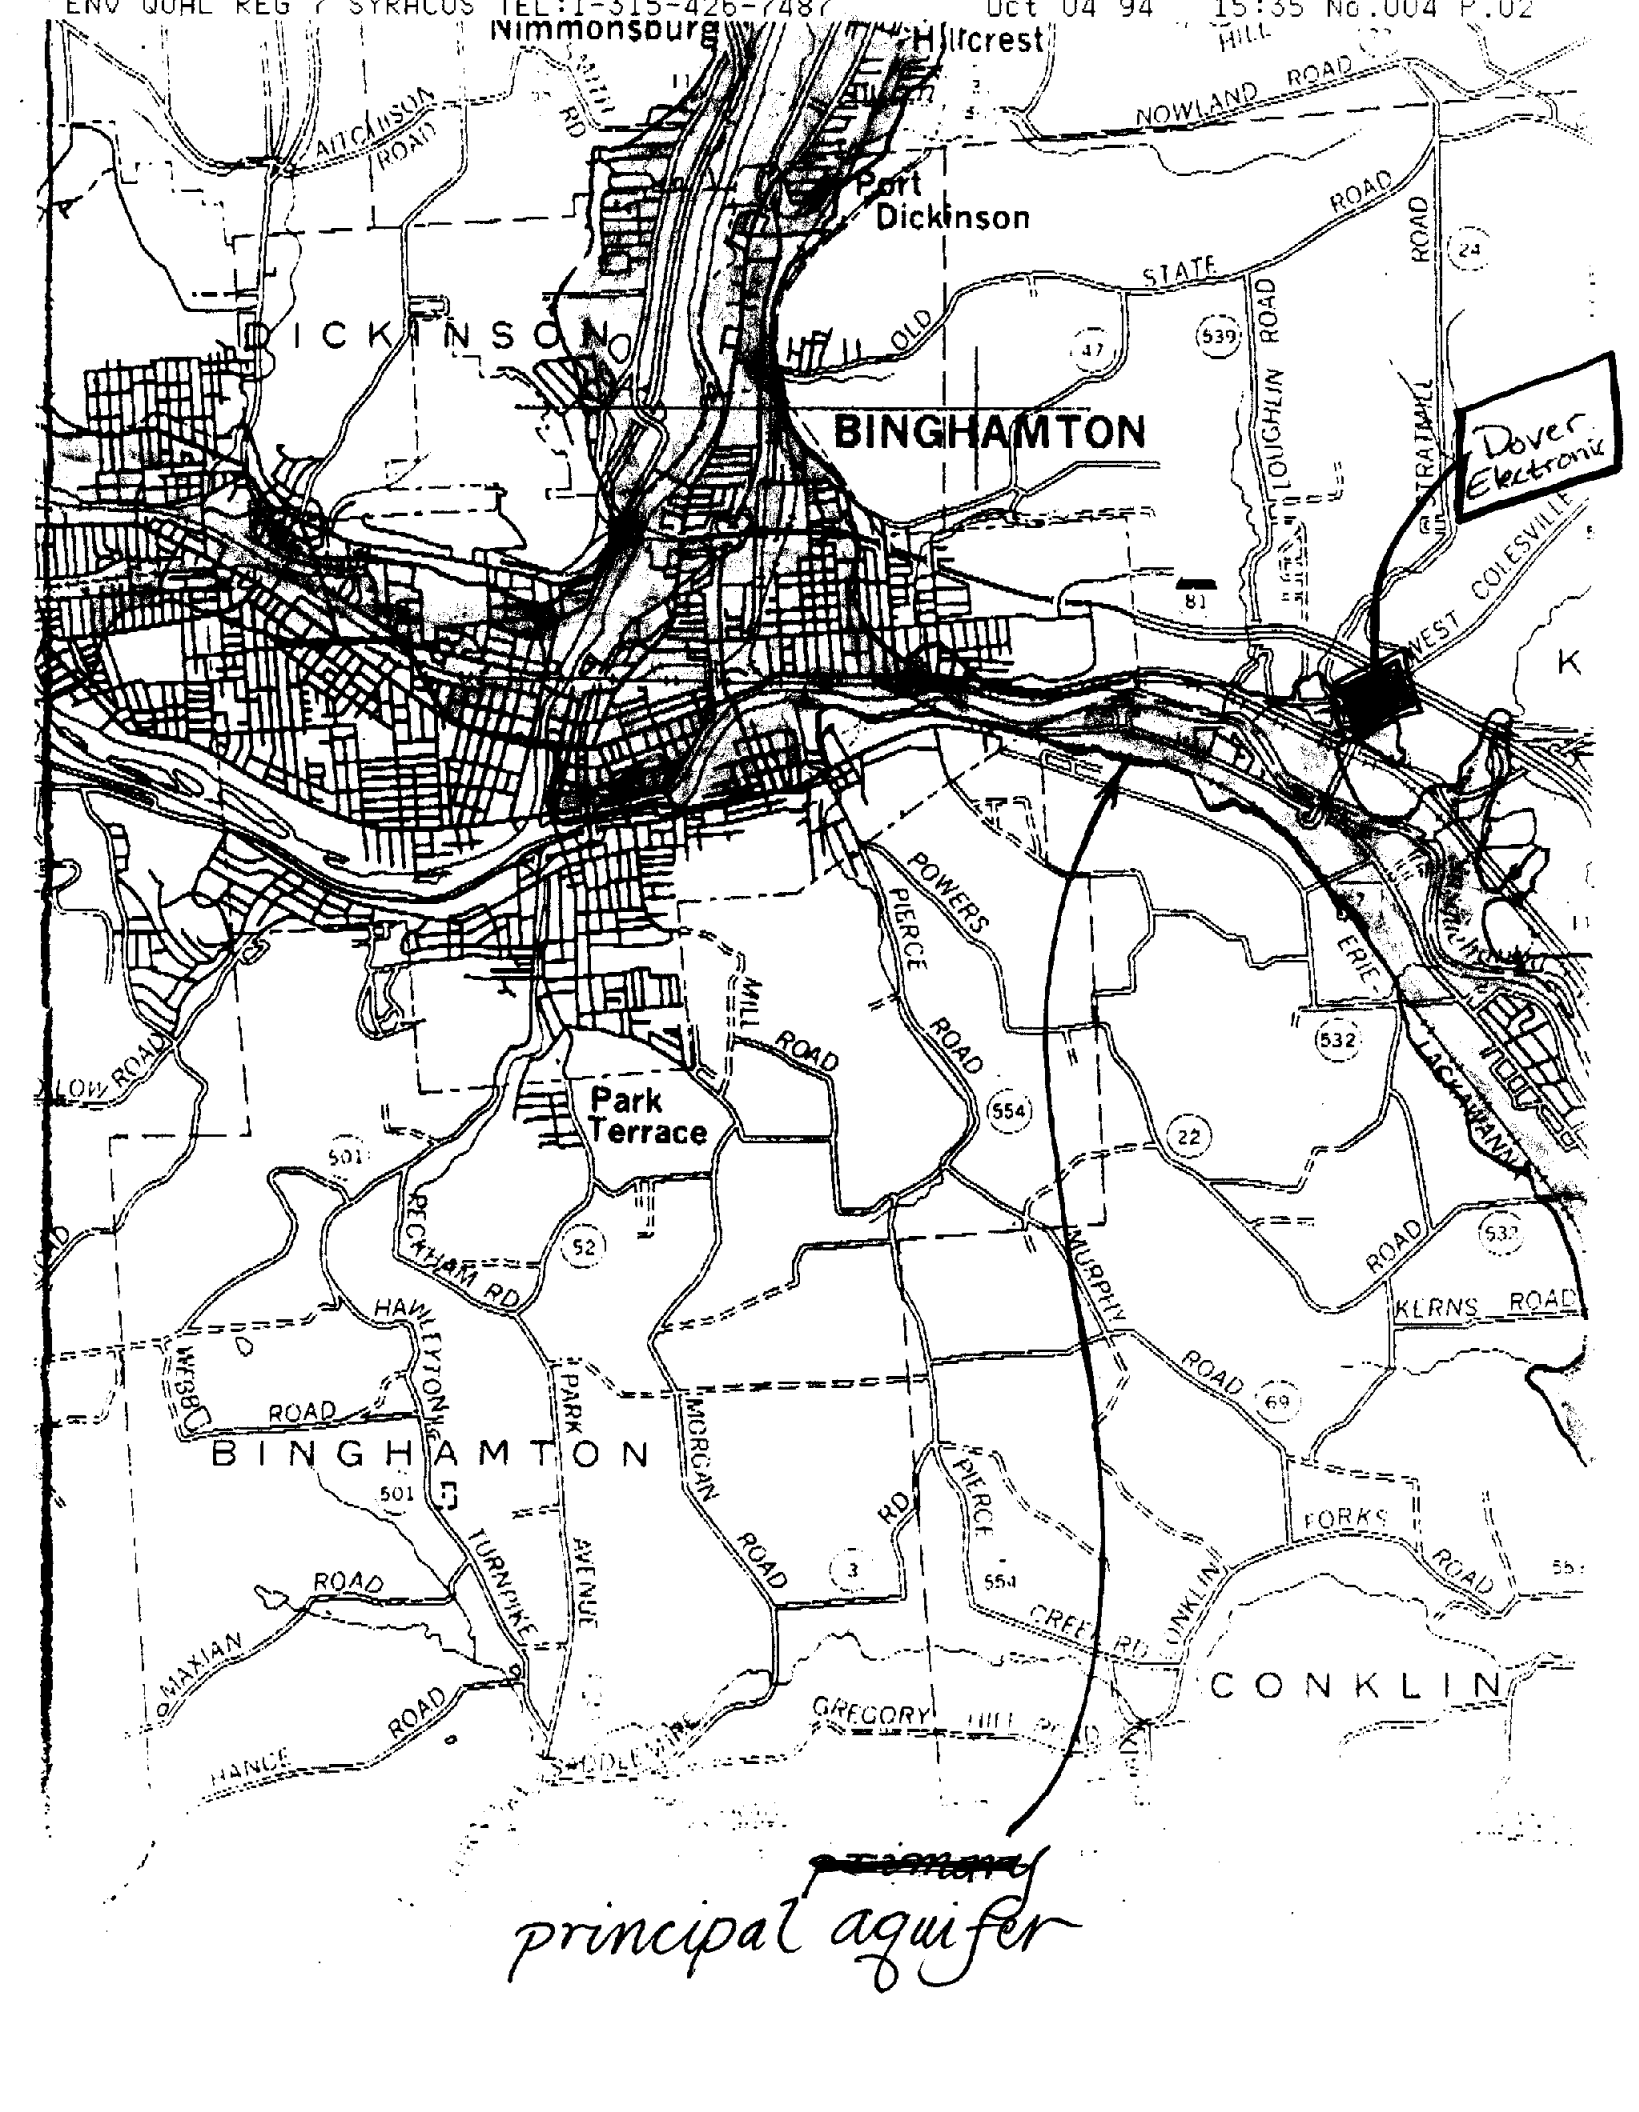 ENV QUAL REG 7 SYRACUS TEL:1-315-426-7487 Oct 04 94 15:35 No.004 P.02
Nimmonsburg
Hillcrest
HILL
NOWLAND ROAD
AITCHISON
ROAD
RD
Port
Dickinson
ROAD
ROAD
24
STATE
OLD
DICKINSON
47
539
LOUGHLIN ROAD
BINGHAMTON
Dover
Electronic
WEST COLESVILLE
81
K
POWERS
PIERCE
ROAD
MILL
ROAD
ERIE-
LACKAWANNA
532
LOW ROAD
Park
Terrace
554
22
501
PECKHAM RD
52
MURPHY
ROAD
532
KERNS ROAD
HAWLEYTON
WEBB
ROAD
PARK
AVENUE
MORGAN
ROAD
ROAD
69
BINGHAMTON
501
TURNPIKE
PIERCE
RD
FORKS
ROAD
3
554
CREEK RD
CONKLIN
ROAD
MAXIAN
ROAD
CONKLIN
GREGORY HILL ROAD
SADDLEMIRE
HANCE
primary
principal aquifer